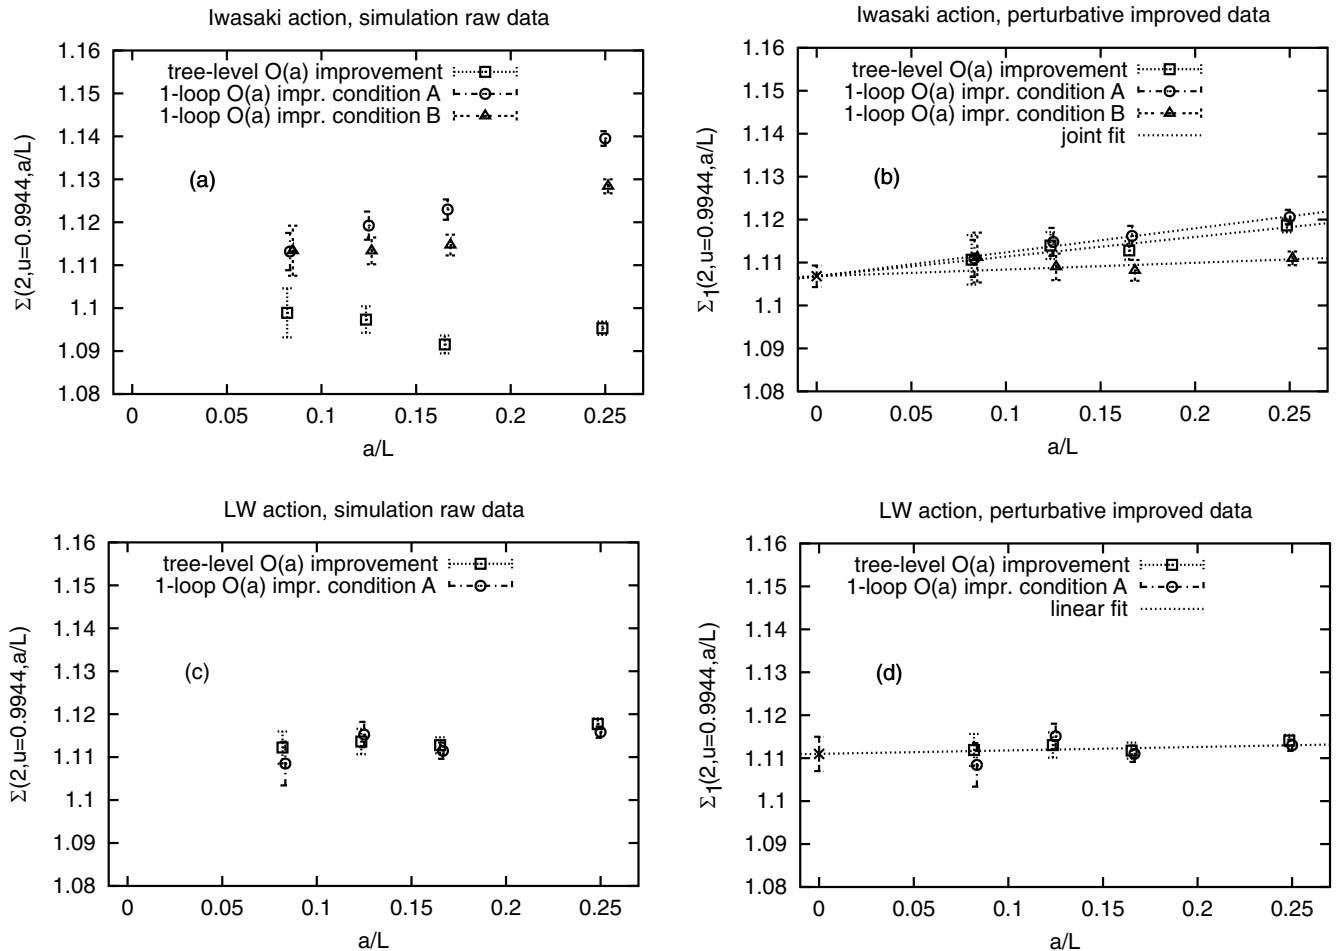 Iwasaki action, simulation raw data
1.16
1.15
1.14
1.13
1.12
1.11
1.1
1.09
1.08
Σ(2,u=0.9944,a/L)
tree-level O(a) improvement
1-loop O(a) impr. condition A
1-loop O(a) impr. condition B
(a)
0 0.05 0.1 0.15 0.2 0.25
a/L
Iwasaki action, perturbative improved data
1.16
1.15
1.14
1.13
1.12
1.11
1.1
1.09
1.08
Σ1(2,u=0.9944,a/L)
tree-level O(a) improvement
1-loop O(a) impr. condition A
1-loop O(a) impr. condition B
joint fit
(b)
0 0.05 0.1 0.15 0.2 0.25
a/L
LW action, simulation raw data
1.16
1.15
1.14
1.13
1.12
1.11
1.1
1.09
1.08
Σ(2,u=0.9944,a/L)
tree-level O(a) improvement
1-loop O(a) impr. condition A
(c)
0 0.05 0.1 0.15 0.2 0.25
a/L
LW action, perturbative improved data
1.16
1.15
1.14
1.13
1.12
1.11
1.1
1.09
1.08
Σ1(2,u=0.9944,a/L)
tree-level O(a) improvement
1-loop O(a) impr. condition A
linear fit
(d)
0 0.05 0.1 0.15 0.2 0.25
a/L